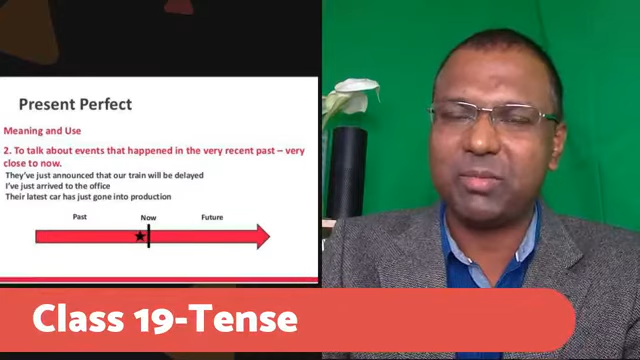 Present Perfect
Meaning and Use
2. To talk about events that happened in the very recent past – very
close to now.
They've just announced that our train will be delayed
I've just arrived to the office
Their latest car has just gone into production
Past Now Future
Class 19-Tense